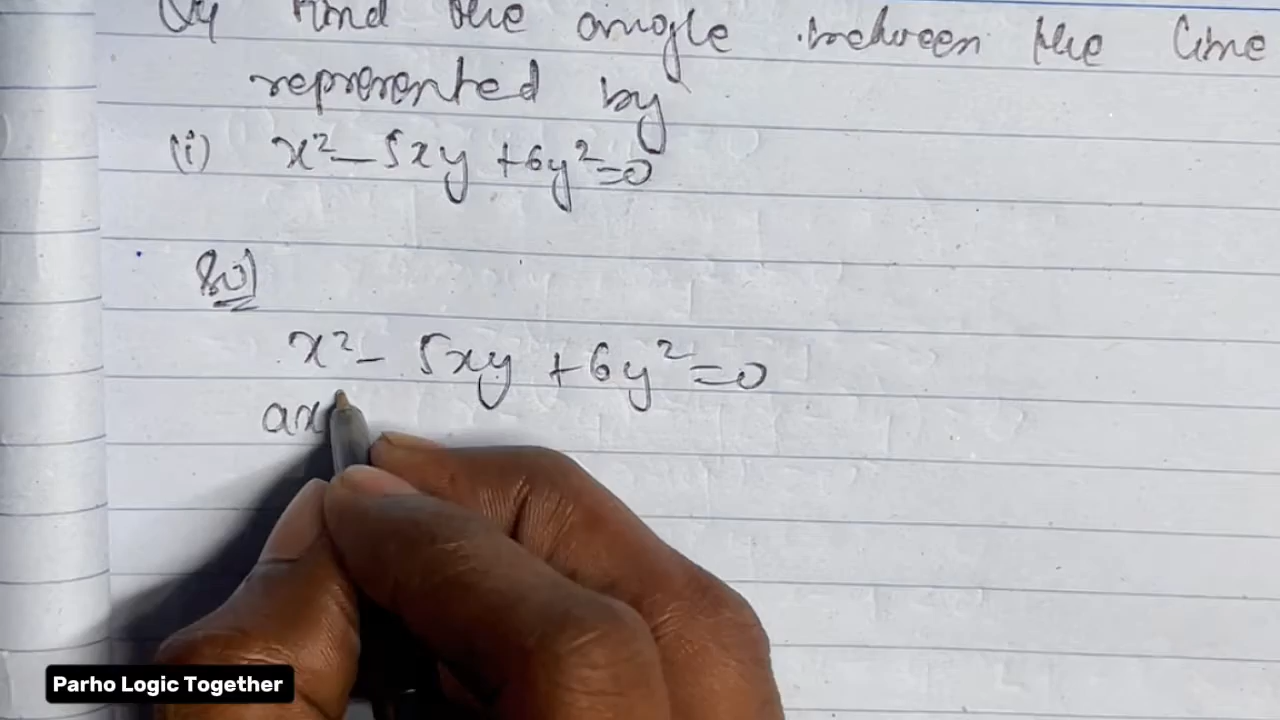 Q4 Find the angle between the line
represented by
(i) x² - 5xy + 6y² = 0
Sol
x² - 5xy + 6y² = 0
ax
Parho Logic Together